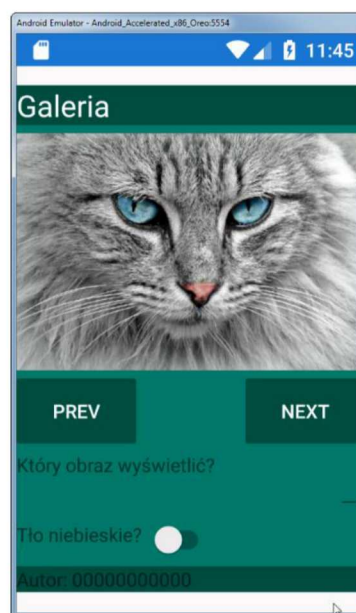 Android Emulator - Android_Accelerated_x86_Oreo:5554
11:45
Galeria
PREV
NEXT
Który obraz wyświetlić?
Tło niebieskie?
Autor: 00000000000